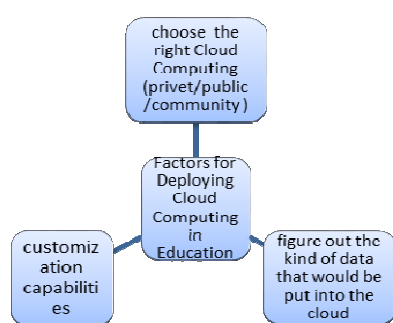 choose the
right Cloud
Computing
(privet/public
/community)
Factors for
Deploying
Cloud
Computing
in
Education
customiz
ation
capabiliti
es
figure out the
kind of data
that would be
put into the
cloud